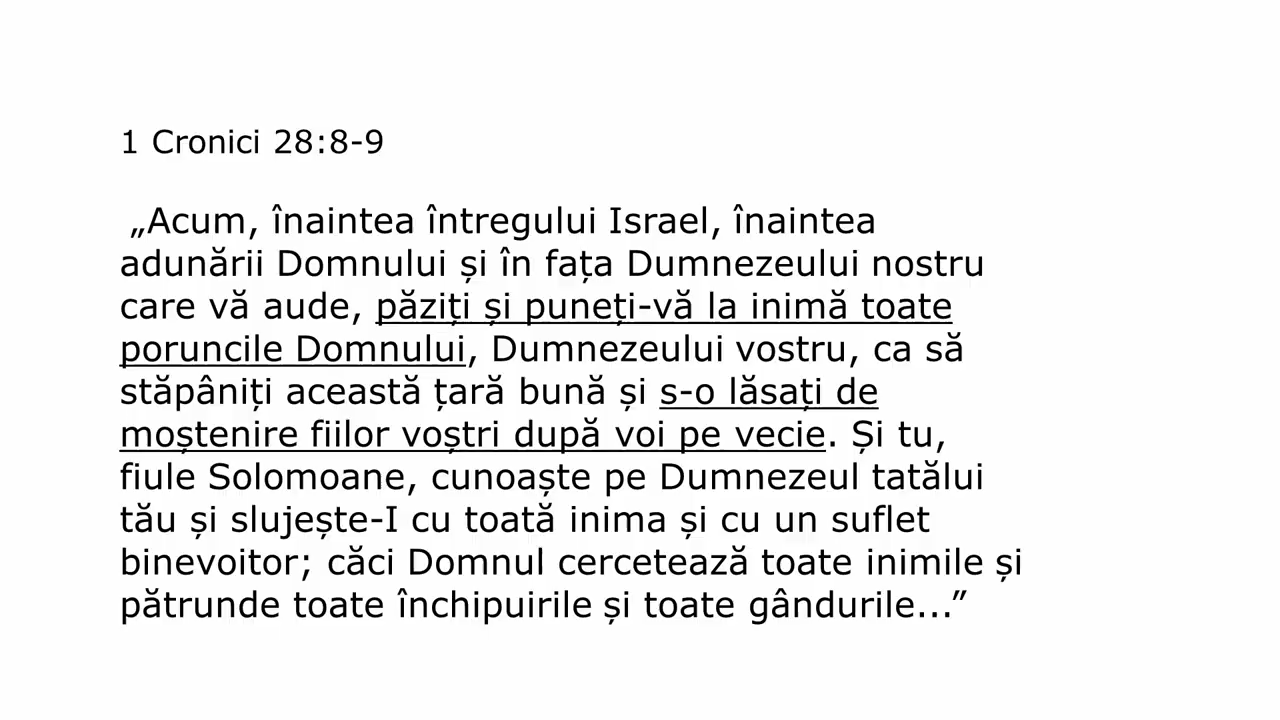 1 Cronici 28:8-9
„Acum, înaintea întregului Israel, înaintea
adunării Domnului și în fața Dumnezeului nostru
care vă aude, păziți și puneți-vă la inimă toate
poruncile Domnului, Dumnezeului vostru, ca să
stăpâniți această țară bună și s-o lăsați de
moștenire fiilor voștri după voi pe vecie. Și tu,
fiule Solomoane, cunoaște pe Dumnezeul tatălui
tău și slujește-I cu toată inima și cu un suflet
binevoitor; căci Domnul cercetează toate inimile și
pătrunde toate închipuirile și toate gândurile...”